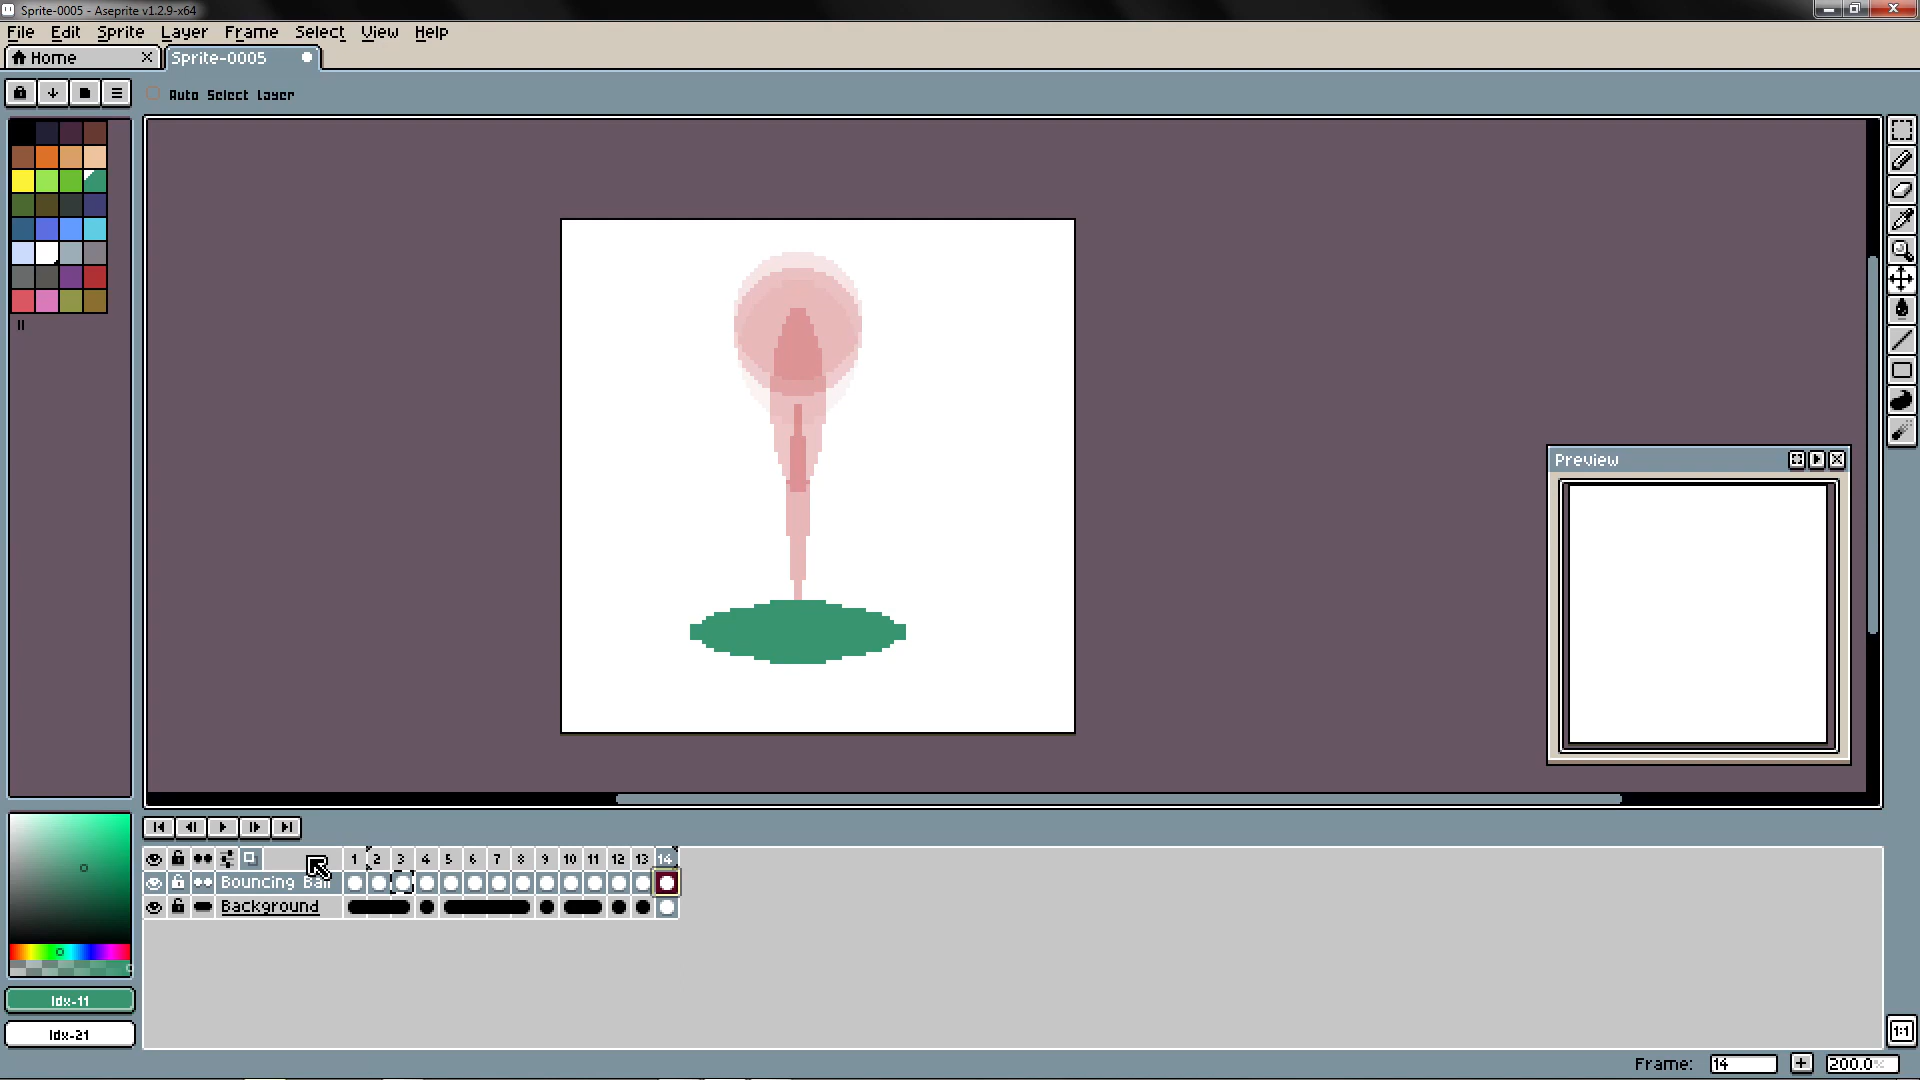 Sprite-0005 - Aseprite v1.2.9-x64
File Edit Sprite Layer Frame Select View Help
Home Sprite-0005
Auto Select Layer
Preview
1 2 3 4 5 6 7 8 9 10 11 12 13 14
Bouncing Ball
Background
Idx-11
Idx-21
1:1
Frame: 14 + 200.0